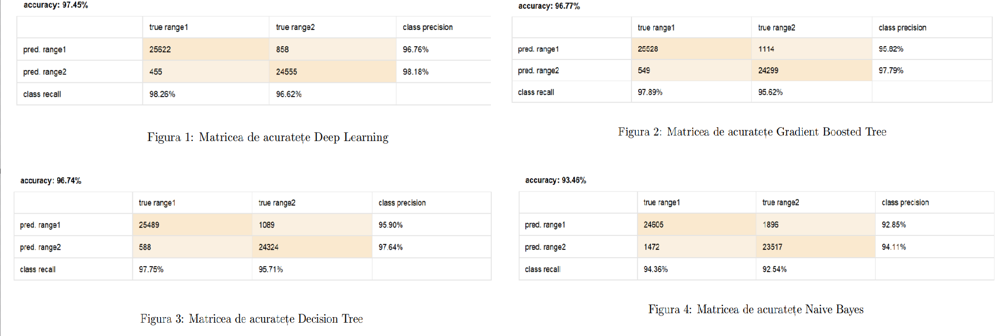 accuracy: 97.45%
true range1 true range2 class precision
pred. range1 25622 858 96.76%
pred. range2 455 24555 98.18%
class recall 98.26% 96.62%
Figura 1: Matricea de acuratețe Deep Learning
accuracy: 96.77%
true range1 true range2 class precision
pred. range1 25528 1114 95.82%
pred. range2 549 24299 97.79%
class recall 97.89% 95.62%
Figura 2: Matricea de acuratețe Gradient Boosted Tree
accuracy: 96.74%
true range1 true range2 class precision
pred. range1 25489 1089 95.90%
pred. range2 588 24324 97.64%
class recall 97.75% 95.71%
Figura 3: Matricea de acuratețe Decision Tree
accuracy: 93.46%
true range1 true range2 class precision
pred. range1 24605 1896 92.85%
pred. range2 1472 23517 94.11%
class recall 94.36% 92.54%
Figura 4: Matricea de acuratețe Naive Bayes